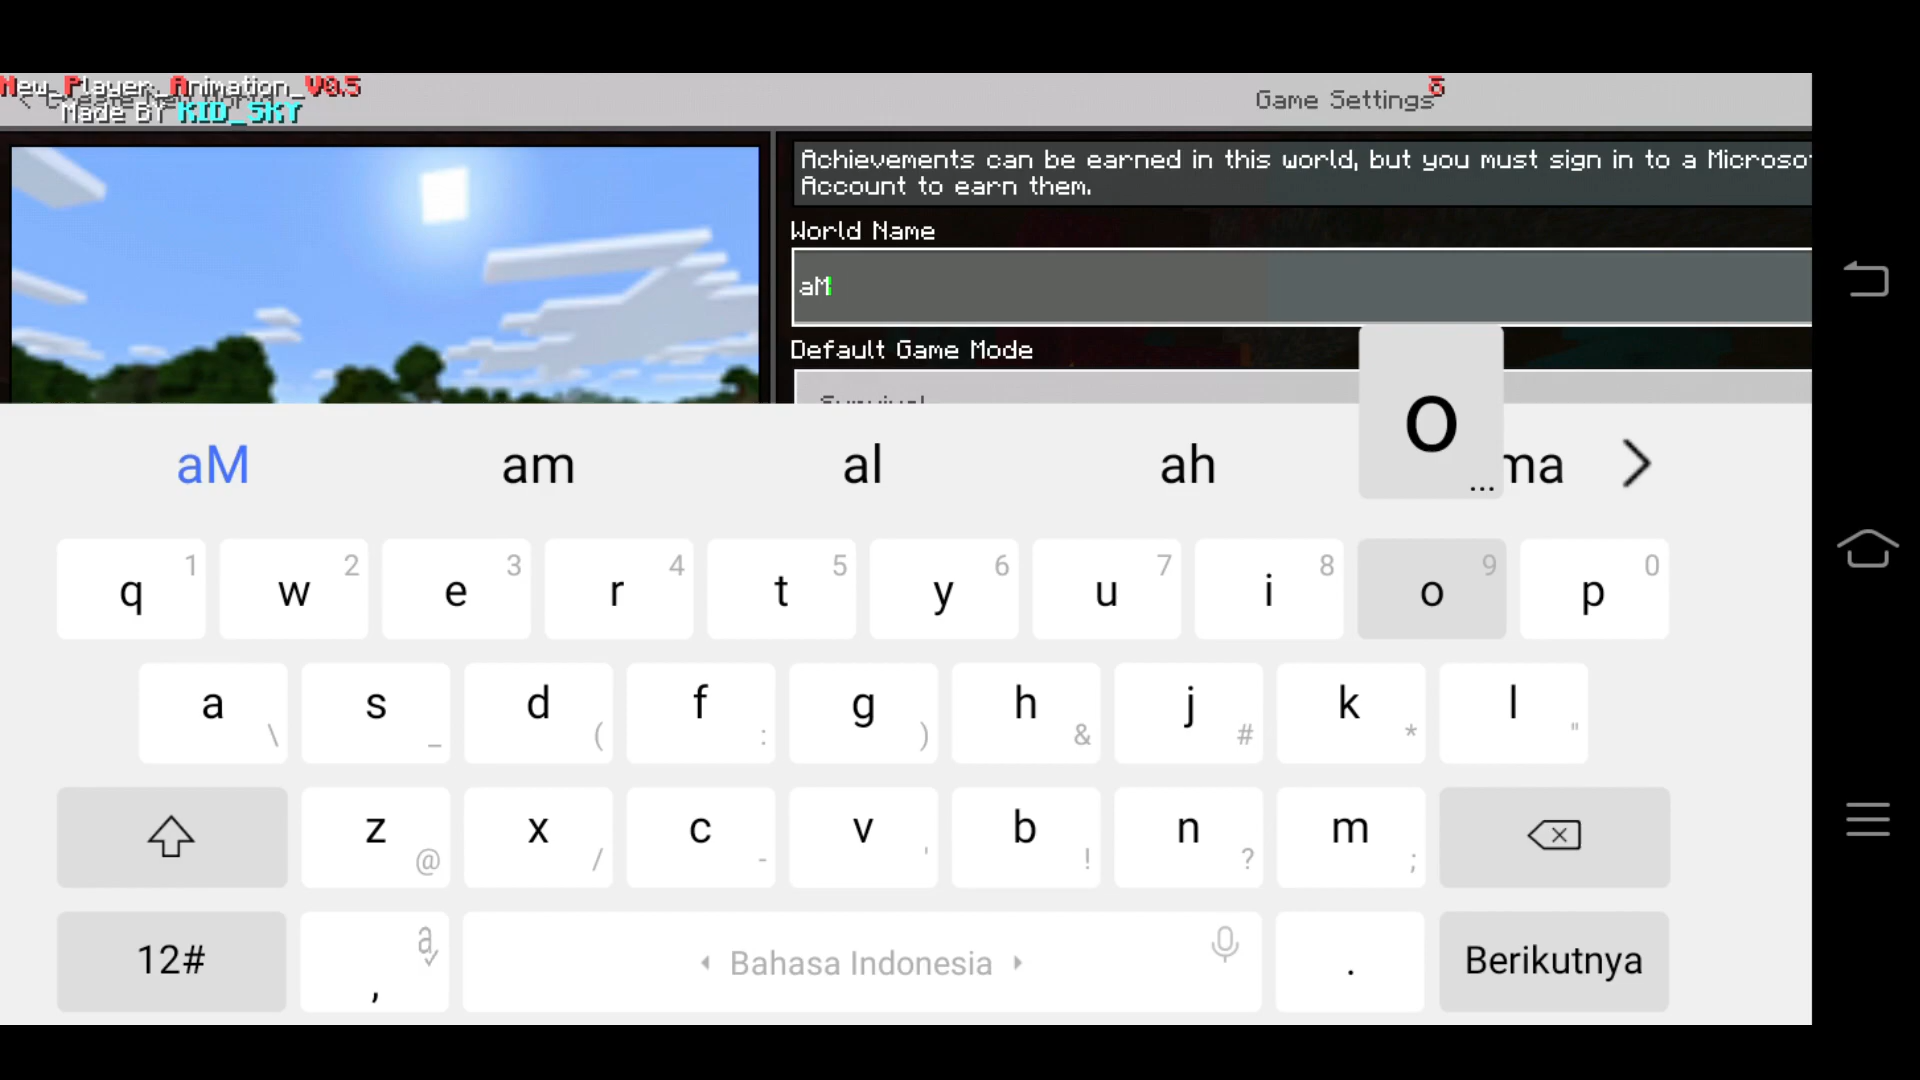 New_Player_Animation_V0.5
Made BY KID_SKY
Game Settings
Achievements can be earned in this world, but you must sign in to a Microso
Account to earn them.
World Name
aM
Default Game Mode
Survival
o
...
aM am al ah ma
q 1 w 2 e 3 r 4 t 5 y 6 u 7 i 8 o 9 p 0
a \ s _ d ( f : g ) h & j # k * l "
z @ x / c - v ' b ! n ? m ;
12# , Bahasa Indonesia . Berikutnya